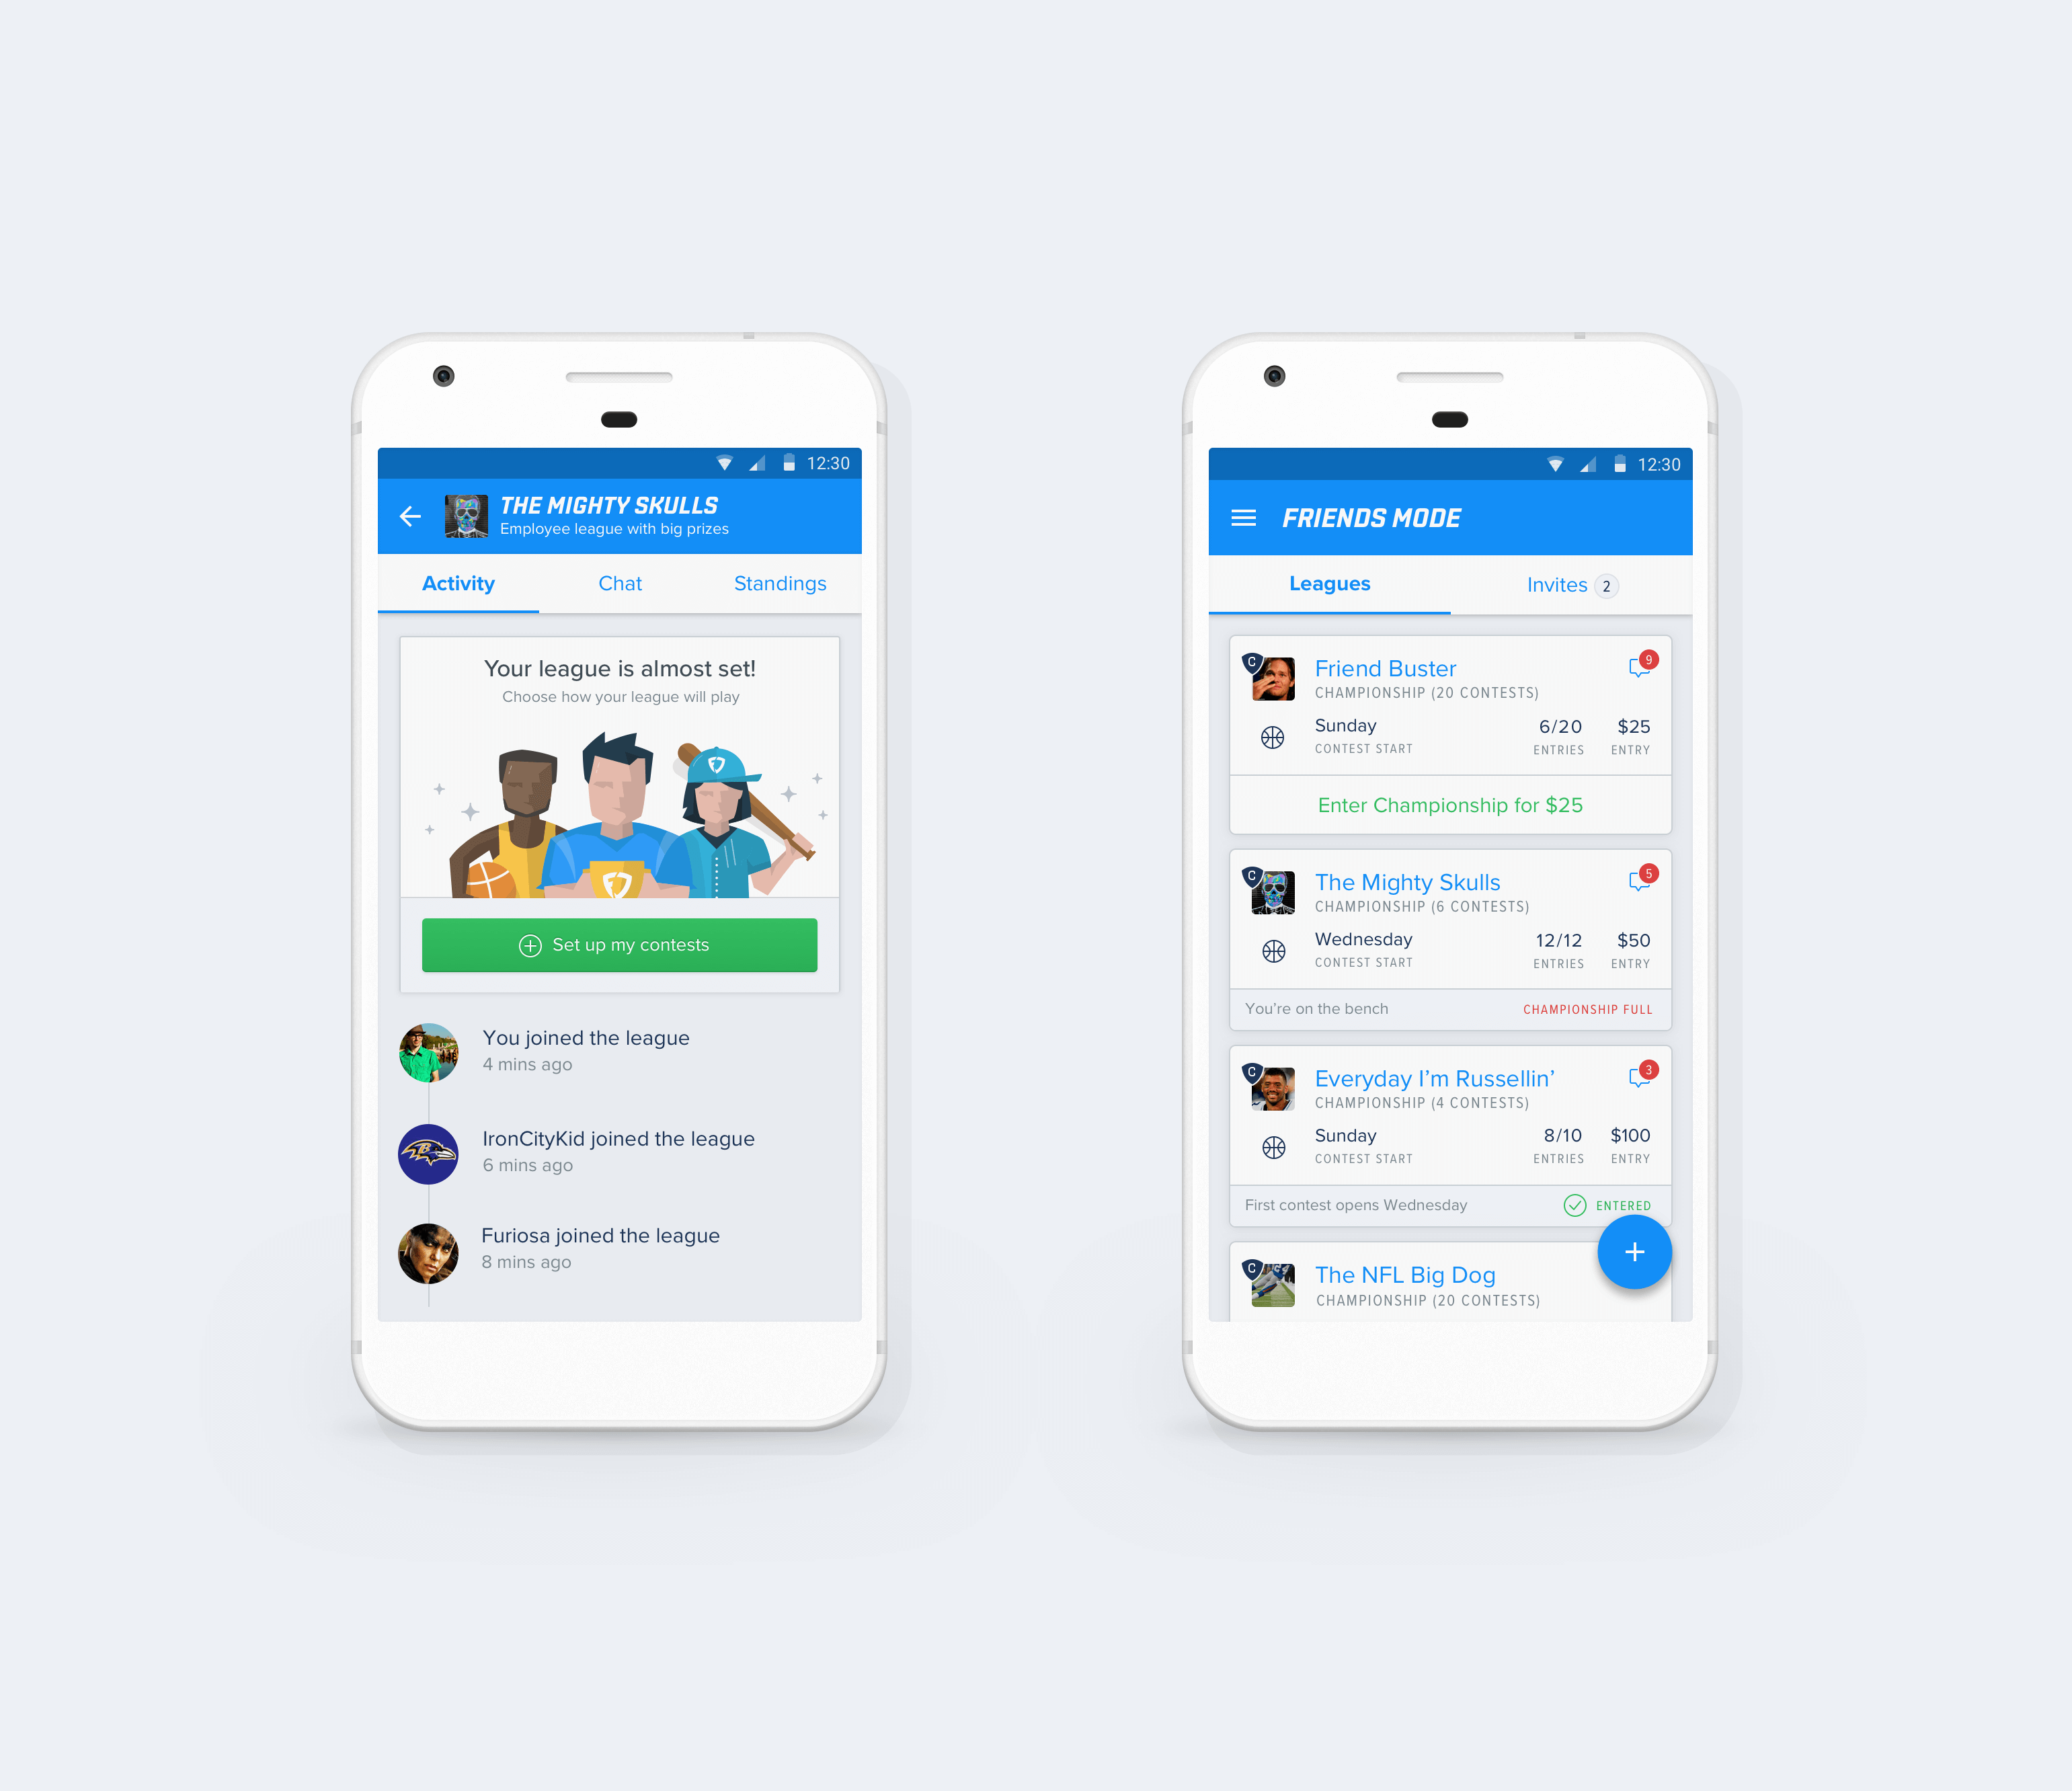 12:30
THE MIGHTY SKULLS
Employee league with big prizes
Activity Chat Standings
Your league is almost set!
Choose how your league will play
Set up my contests
You joined the league
4 mins ago
IronCityKid joined the league
6 mins ago
Furiosa joined the league
8 mins ago
12:30
FRIENDS MODE
Leagues Invites 2
C Friend Buster 9
CHAMPIONSHIP (20 CONTESTS)
Sunday 6/20 $25
CONTEST START ENTRIES ENTRY
Enter Championship for $25
C The Mighty Skulls 5
CHAMPIONSHIP (6 CONTESTS)
Wednesday 12/12 $50
CONTEST START ENTRIES ENTRY
You're on the bench CHAMPIONSHIP FULL
C Everyday I'm Russellin' 3
CHAMPIONSHIP (4 CONTESTS)
Sunday 8/10 $100
CONTEST START ENTRIES ENTRY
First contest opens Wednesday ENTERED
C The NFL Big Dog
CHAMPIONSHIP (20 CONTESTS)